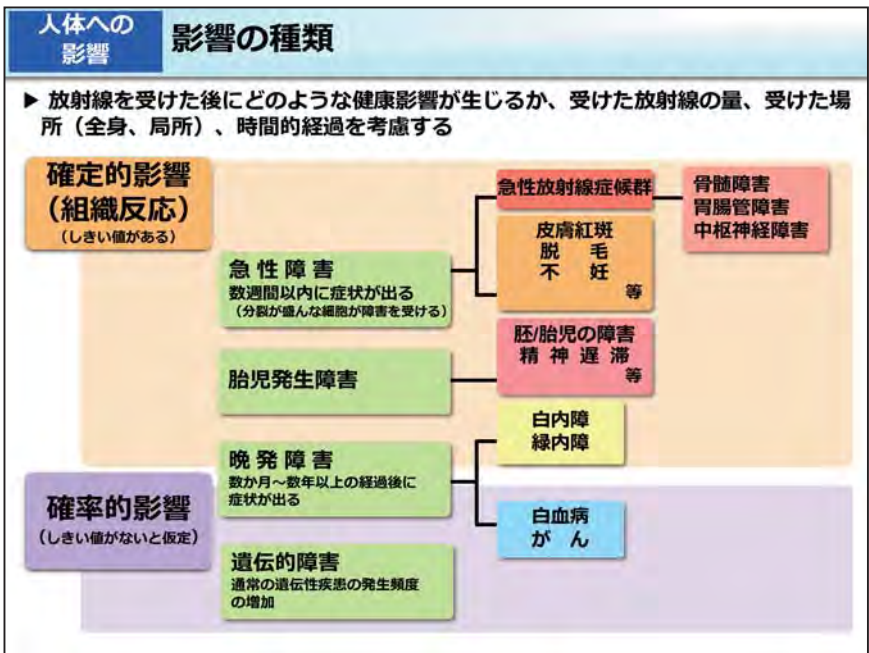 人体への
影響
影響の種類
▶ 放射線を受けた後にどのような健康影響が生じるか、受けた放射線の量、受けた場
所（全身、局所）、時間的経過を考慮する
確定的影響
（組織反応）
（しきい値がある）
急性障害
数週間以内に症状が出る
（分裂が盛んな細胞が障害を受ける）
急性放射線症候群
骨髄障害
胃腸管障害
中枢神経障害
皮膚紅斑
脱 毛
不 妊
等
胎児発生障害
胚/胎児の障害
精 神 遅 滞
等
晩発障害
数か月～数年以上の経過後に
症状が出る
白内障
緑内障
白血病
が ん
確率的影響
（しきい値がないと仮定）
遺伝的障害
通常の遺伝性疾患の発生頻度
の増加